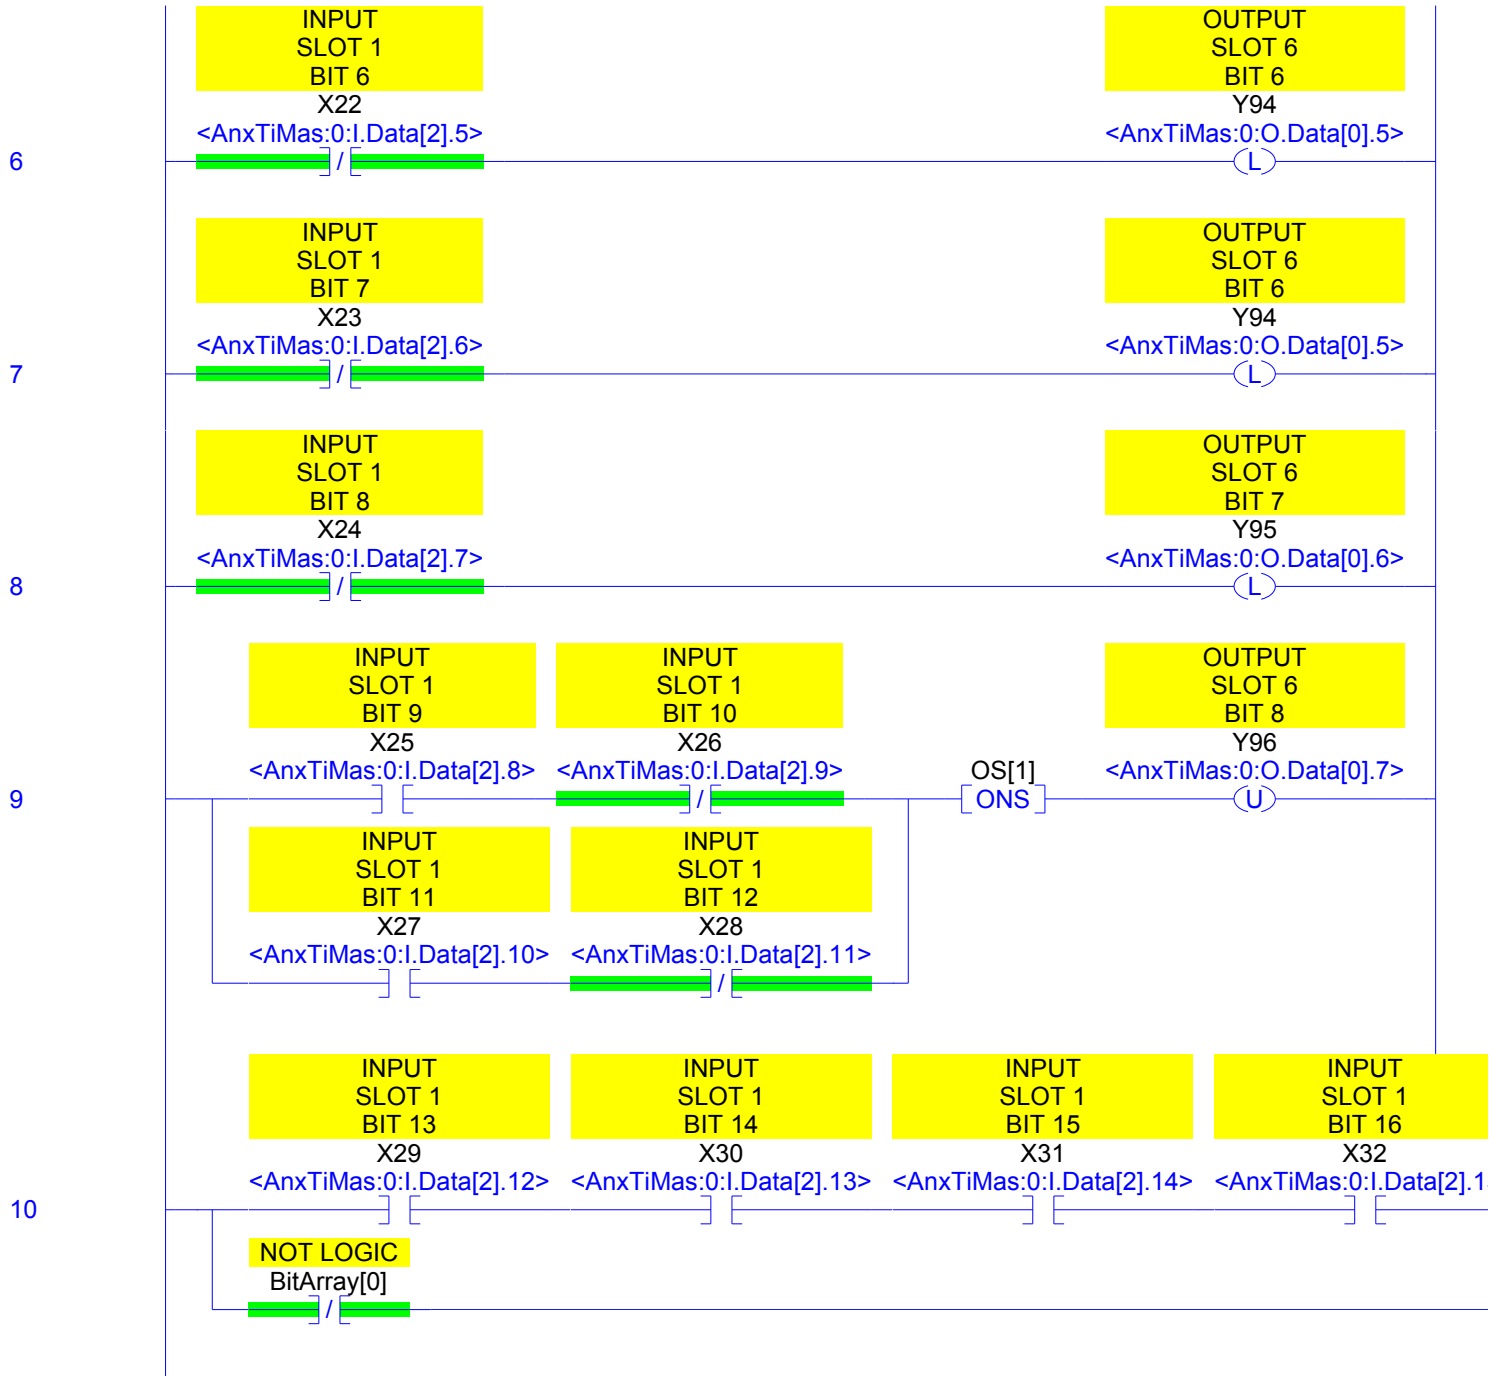 INPUT
SLOT 1
BIT 6
X22
<AnxTiMas:0:I.Data[2].5>
OUTPUT
SLOT 6
BIT 6
Y94
<AnxTiMas:0:O.Data[0].5>
6
/
L
INPUT
SLOT 1
BIT 7
X23
<AnxTiMas:0:I.Data[2].6>
OUTPUT
SLOT 6
BIT 6
Y94
<AnxTiMas:0:O.Data[0].5>
7
/
L
INPUT
SLOT 1
BIT 8
X24
<AnxTiMas:0:I.Data[2].7>
OUTPUT
SLOT 6
BIT 7
Y95
<AnxTiMas:0:O.Data[0].6>
8
/
L
INPUT
SLOT 1
BIT 9
X25
<AnxTiMas:0:I.Data[2].8>
INPUT
SLOT 1
BIT 10
X26
<AnxTiMas:0:I.Data[2].9>
OS[1]
OUTPUT
SLOT 6
BIT 8
Y96
<AnxTiMas:0:O.Data[0].7>
9
/
ONS
U
INPUT
SLOT 1
BIT 11
X27
<AnxTiMas:0:I.Data[2].10>
INPUT
SLOT 1
BIT 12
X28
<AnxTiMas:0:I.Data[2].11>
/
INPUT
SLOT 1
BIT 13
X29
<AnxTiMas:0:I.Data[2].12>
INPUT
SLOT 1
BIT 14
X30
<AnxTiMas:0:I.Data[2].13>
INPUT
SLOT 1
BIT 15
X31
<AnxTiMas:0:I.Data[2].14>
INPUT
SLOT 1
BIT 16
X32
<AnxTiMas:0:I.Data[2].1
10
NOT LOGIC
BitArray[0]
/